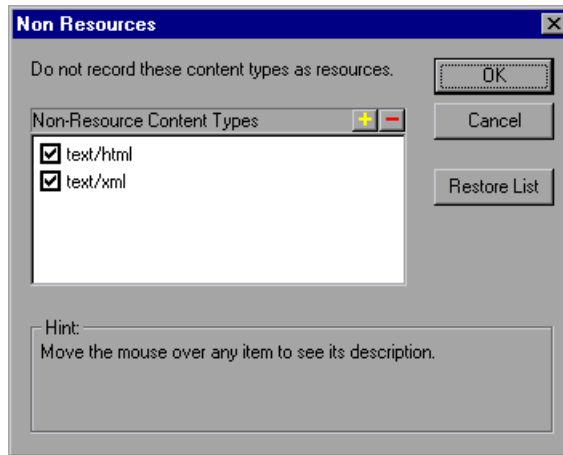 Non Resources
Do not record these content types as resources.
OK
Non-Resource Content Types
Cancel
text/html
text/xml
Restore List
Hint:
Move the mouse over any item to see its description.